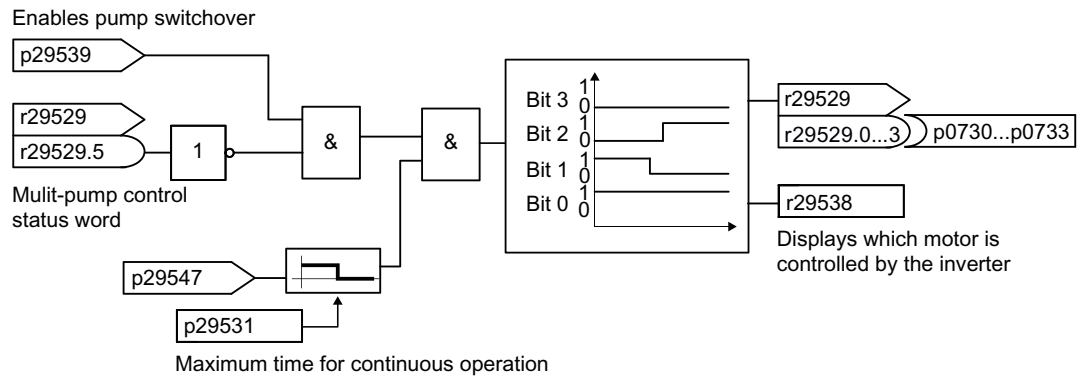 Enables pump switchover
p29539
r29529
r29529.5
1
&
&
Mulit-pump control
status word
p29547
p29531
Maximum time for continuous operation
Bit 3 1
0
Bit 2 1
0
Bit 1 1
0
Bit 0 1
0
r29529
r29529.0...3
p0730...p0733
r29538
Displays which motor is
controlled by the inverter